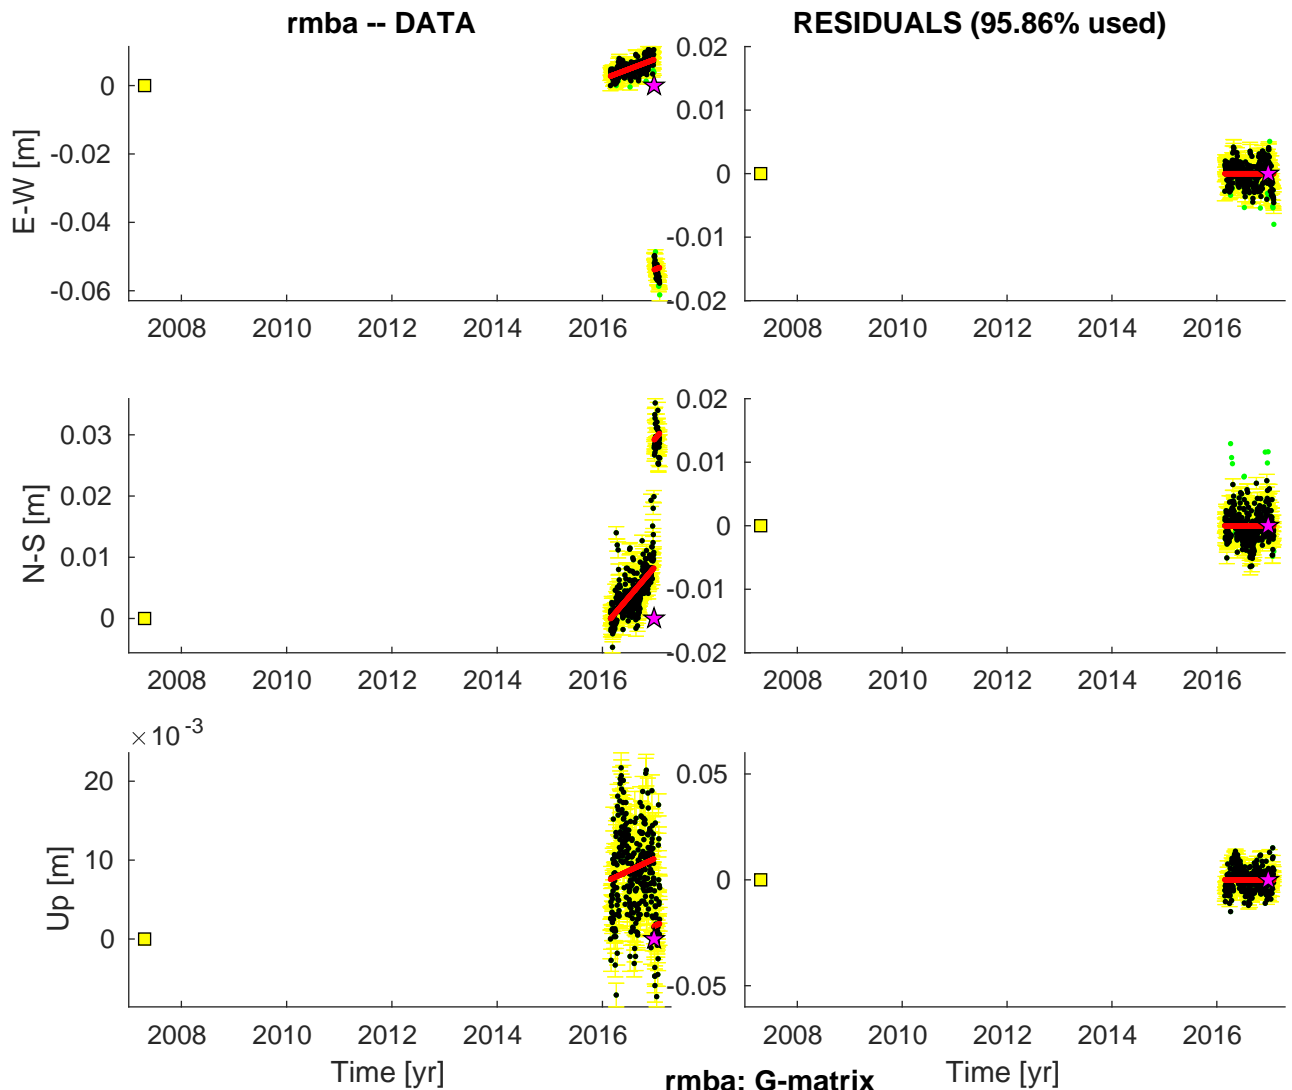 rmba -- DATA
RESIDUALS (95.86% used)
E-W [m]
0
-0.02
-0.04
-0.06
2008 2010 2012 2014 2016
0.02
0.01
0
-0.01
-0.02
2008 2010 2012 2014 2016
N-S [m]
0.03
0.02
0.01
0
2008 2010 2012 2014 2016
0.02
0.01
0
-0.01
-0.02
2008 2010 2012 2014 2016
× 10 -3
Up [m]
20
10
0
2008 2010 2012 2014 2016
Time [yr]
0.05
0
-0.05
2008 2010 2012 2014 2016
Time [yr]
rmba: G-matrix